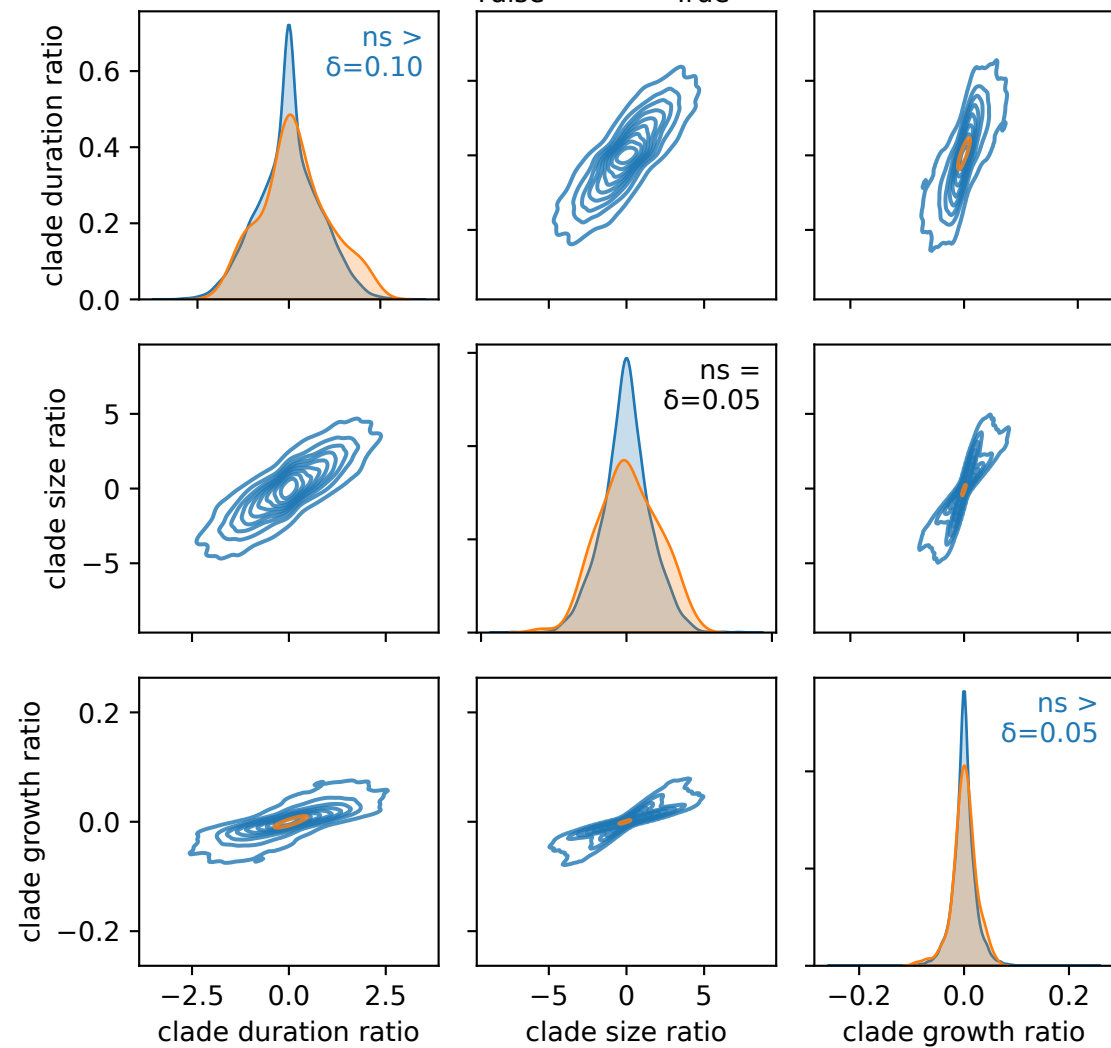 clade duration ratio
0.6
0.4
0.2
0.0
ns >
δ=0.10
clade size ratio
5
0
−5
ns =
δ=0.05
clade growth ratio
0.2
0.0
−0.2
ns >
δ=0.05
−2.5 0.0 2.5
−5 0 5
−0.2 0.0 0.2
clade duration ratio
clade size ratio
clade growth ratio